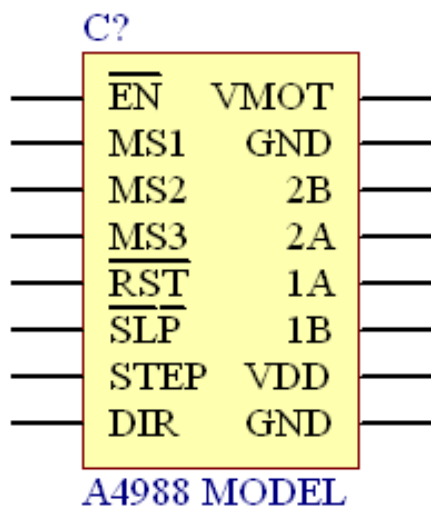 C?
EN VMOT
MS1 GND
MS2 2B
MS3 2A
RST 1A
SLP 1B
STEP VDD
DIR GND
A4988 MODEL